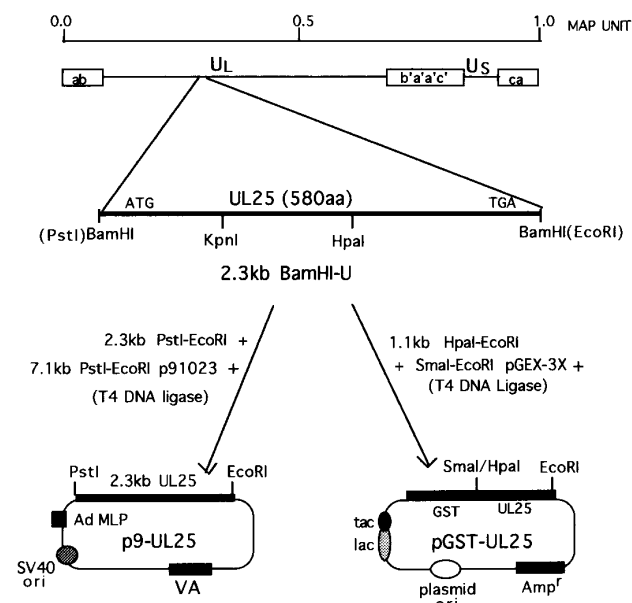 0.0 0.5 1.0 MAP UNIT
UL US
ab b'a'a'c' ca
ATG UL25 (580aa) TGA
(PstI)BamHI KpnI HpaI BamHI(EcoRI)
2.3kb BamHI-U
2.3kb PstI-EcoRI +
7.1kb PstI-EcoRI p91023 +
(T4 DNA ligase)
1.1kb HpaI-EcoRI
+ SmaI-EcoRI pGEX-3X +
(T4 DNA Ligase)
PstI 2.3kb UL25 EcoRI
Ad MLP
p9-UL25
SV40
ori
VA
SmaI/HpaI EcoRI
GST UL25
tac
lac
pGST-UL25
plasmid
ori
Ampr